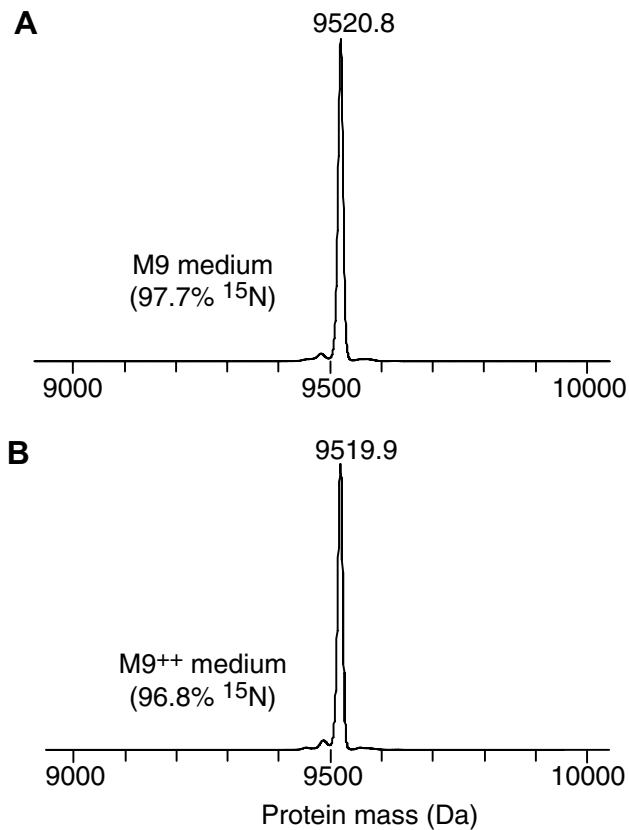 A
9520.8
M9 medium
(97.7% ¹⁵N)
9000 9500 10000
B
9519.9
M9⁺⁺ medium
(96.8% ¹⁵N)
9000 9500 10000
Protein mass (Da)